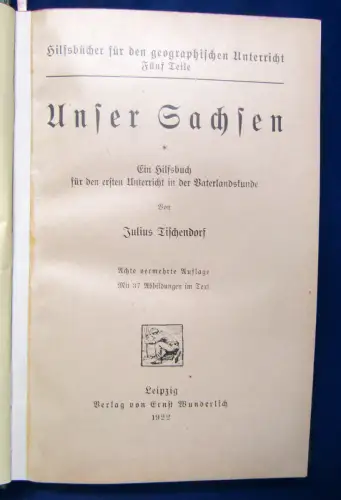 Hilfsbücher für den geographischen Unterricht
Fünf Teile
Unser Sachsen
*
Ein Hilfsbuch
für den ersten Unterricht in der Vaterlandskunde
Von
Julius Tischendorf
Achte vermehrte Auflage
Mit 37 Abbildungen im Text
Leipzig
Verlag von Ernst Wunderlich
1922